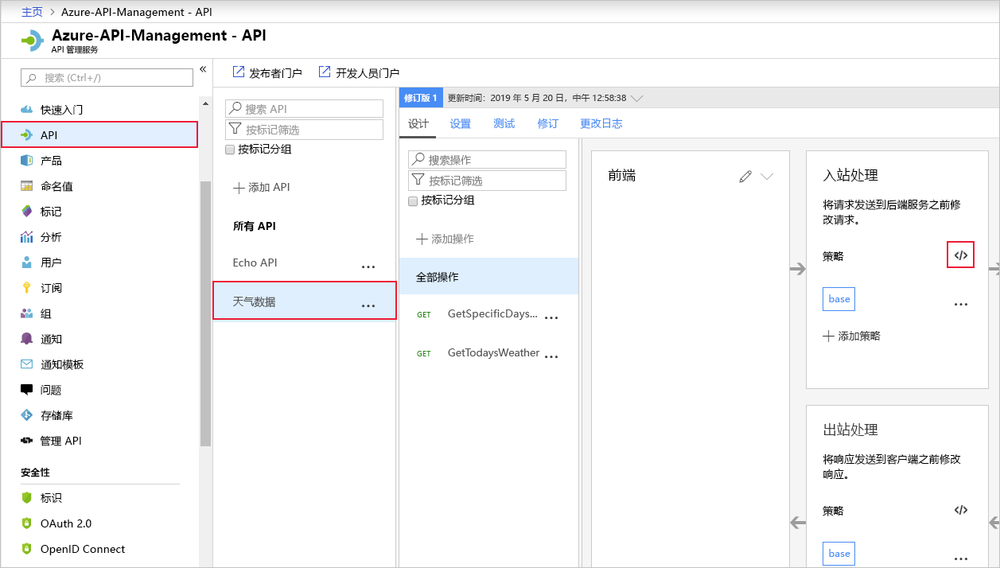 主页 > Azure-API-Management - API
Azure-API-Management - API
API 管理服务
搜索 (Ctrl+/)
«
快速入门
API
产品
命名值
标记
分析
用户
订阅
组
通知
通知模板
问题
存储库
管理 API
安全性
标识
OAuth 2.0
OpenID Connect
发布者门户
开发人员门户
搜索 API
按标记筛选
按标记分组
添加 API
所有 API
Echo API ...
天气数据 ...
修订版 1 更新时间：2019 年 5 月 20 日，中午 12:58:38
设计 设置 测试 修订 更改日志
搜索操作
按标记筛选
按标记分组
添加操作
全部操作
GET GetSpecificDays... ...
GET GetTodaysWeather ...
前端
入站处理
将请求发送到后端服务之前修
改请求。
策略 </>
base ...
添加策略
出站处理
将响应发送到客户端之前修改
响应。
策略 </>
base ...